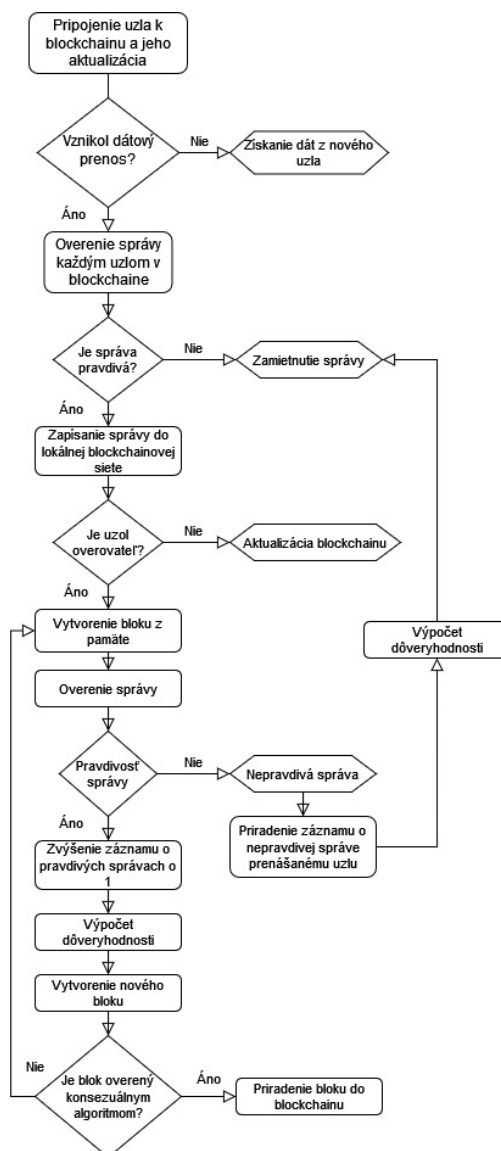 Pripojenie uzla k
blockchainu a jeho
aktualizácia
Vznikol dátový
prenos?
Nie
Získanie dát z nového
uzla
Áno
Overenie správy
každým uzlom v
blockchaine
Je správa
pravdivá?
Nie
Zamietnutie správy
Áno
Zapísanie správy do
lokálnej blockchainovej
siete
Je uzol
overovateľ?
Nie
Aktualizácia blockchainu
Áno
Vytvorenie bloku z
pamäte
Výpočet
dôveryhodnosti
Overenie správy
Pravdivosť
správy
Nie
Nepravdivá správa
Áno
Priradenie záznamu o
nepravdivej správe
prenášanému uzlu
Zvýšenie záznamu o
pravdivých správach o
1
Výpočet
dôveryhodnosti
Vytvorenie nového
bloku
Nie
Je blok overený
konsezuálnym
algoritmom?
Áno
Priradenie bloku do
blockchainu